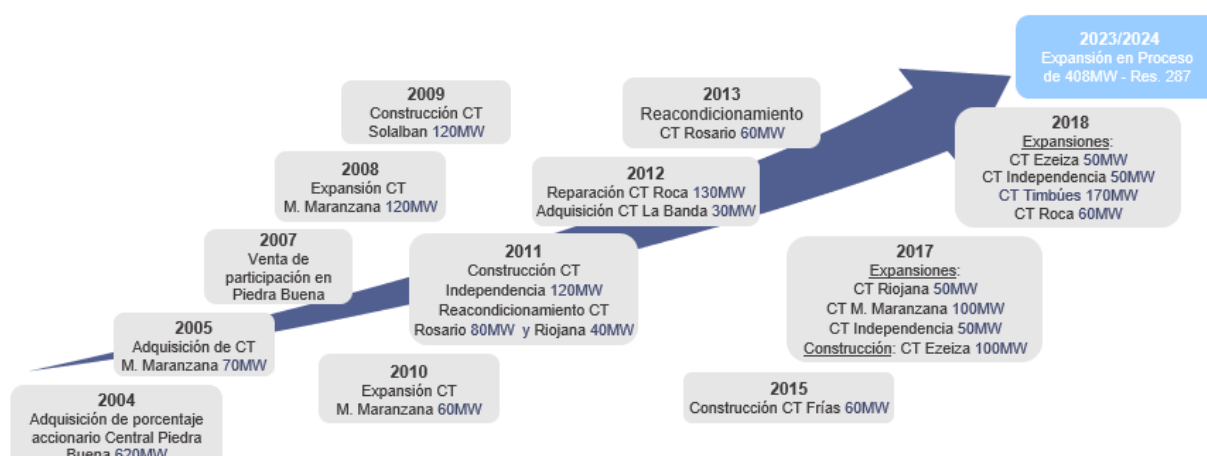 2004
Adquisición de porcentaje
accionario Central Piedra
Buena 620MW
2005
Adquisición de CT
M. Maranzana 70MW
2007
Venta de
participación en
Piedra Buena
2008
Expansión CT
M. Maranzana 120MW
2009
Construcción CT
Solalban 120MW
2010
Expansión CT
M. Maranzana 60MW
2011
Construcción CT
Independencia 120MW
Reacondicionamiento CT
Rosario 80MW y Riojana 40MW
2012
Reparación CT Roca 130MW
Adquisición CT La Banda 30MW
2013
Reacondicionamiento
CT Rosario 60MW
2015
Construcción CT Frías 60MW
2017
Expansiones:
CT Riojana 50MW
CT M. Maranzana 100MW
CT Independencia 50MW
Construcción: CT Ezeiza 100MW
2018
Expansiones:
CT Ezeiza 50MW
CT Independencia 50MW
CT Timbúes 170MW
CT Roca 60MW
2023/2024
Expansión en Proceso
de 408MW - Res. 287